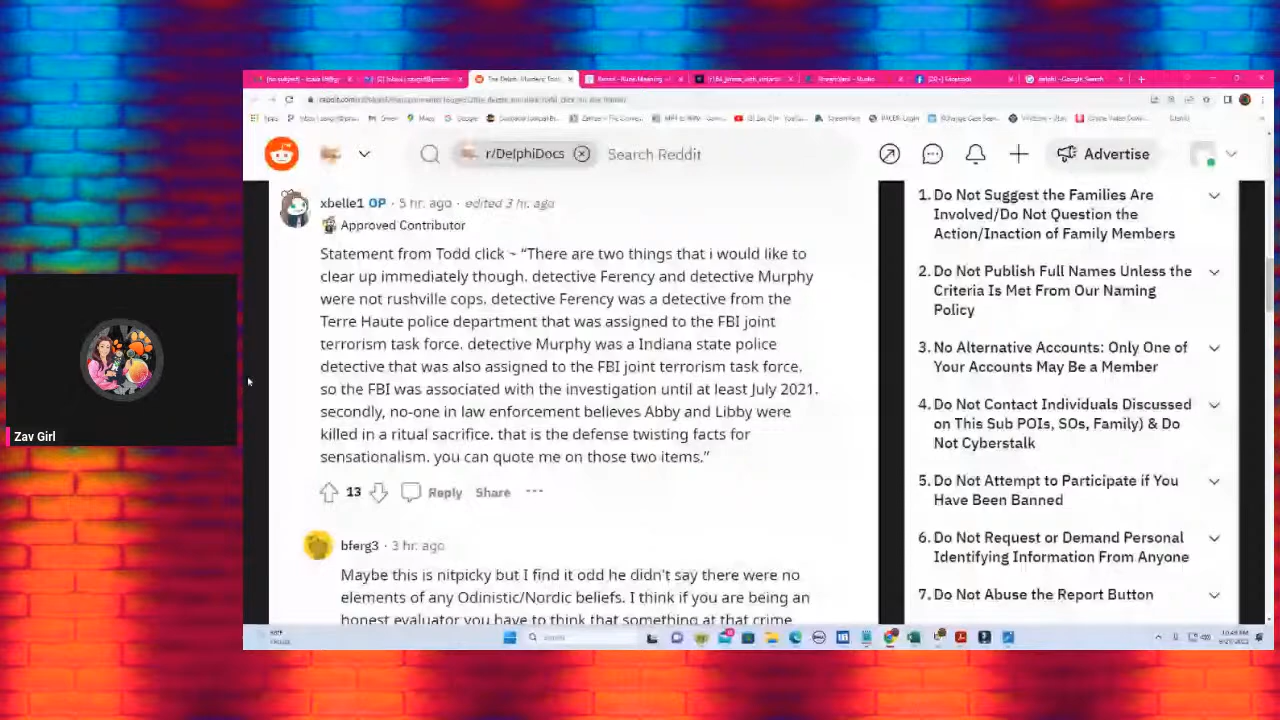 r/DelphiDocs
Search Reddit
Advertise
xbelle1 OP · 5 hr. ago · edited 3 hr. ago
Approved Contributor
Statement from Todd click ~ “There are two things that i would like to
clear up immediately though. detective Ferency and detective Murphy
were not rushville cops. detective Ferency was a detective from the
Terre Haute police department that was assigned to the FBI joint
terrorism task force. detective Murphy was a Indiana state police
detective that was also assigned to the FBI joint terrorism task force.
so the FBI was associated with the investigation until at least July 2021.
secondly, no-one in law enforcement believes Abby and Libby were
killed in a ritual sacrifice. that is the defense twisting facts for
sensationalism. you can quote me on those two items.”
13
Reply Share
bferg3 · 3 hr. ago
Maybe this is nitpicky but I find it odd he didn't say there were no
elements of any Odinistic/Nordic beliefs. I think if you are being an
honest evaluator you have to think that something at that crime
1. Do Not Suggest the Families Are
Involved/Do Not Question the
Action/Inaction of Family Members
2. Do Not Publish Full Names Unless the
Criteria Is Met From Our Naming
Policy
3. No Alternative Accounts: Only One of
Your Accounts May Be a Member
4. Do Not Contact Individuals Discussed
on This Sub POIs, SOs, Family) & Do
Not Cyberstalk
5. Do Not Attempt to Participate if You
Have Been Banned
6. Do Not Request or Demand Personal
Identifying Information From Anyone
7. Do Not Abuse the Report Button
Zav Girl